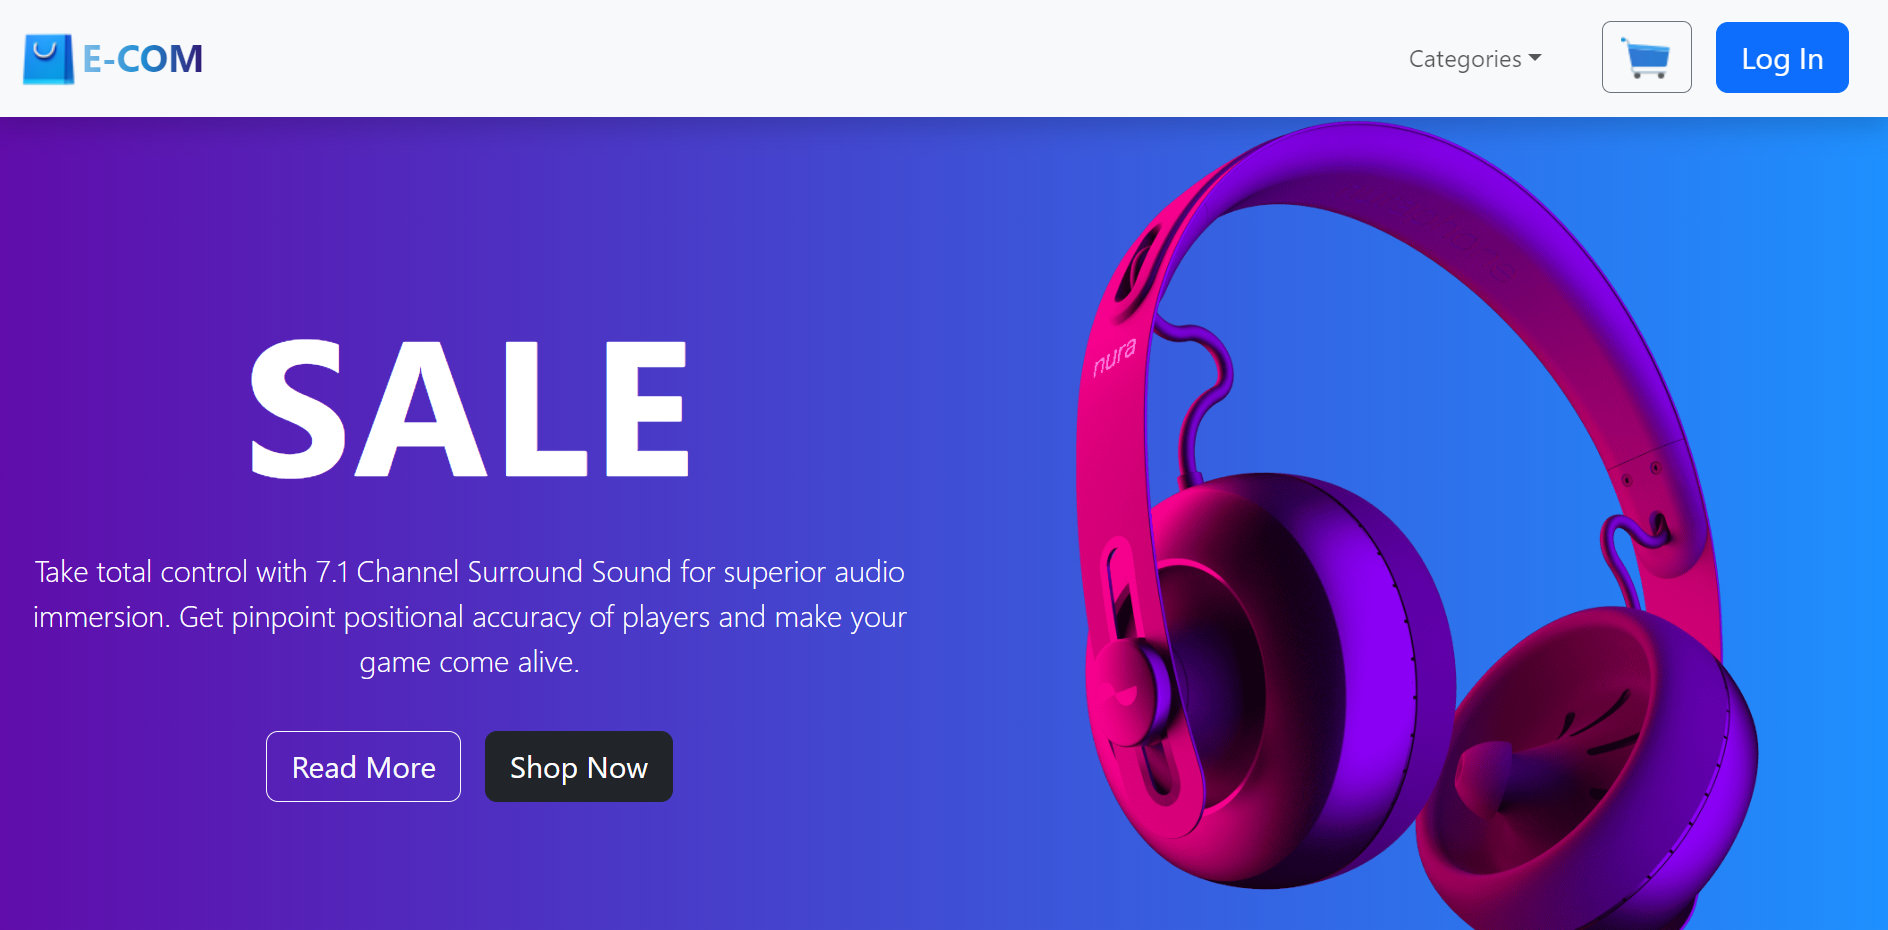 E-COM
Categories
Log In
nura
SALE
Take total control with 7.1 Channel Surround Sound for superior audio
immersion. Get pinpoint positional accuracy of players and make your
game come alive.
Read More
Shop Now